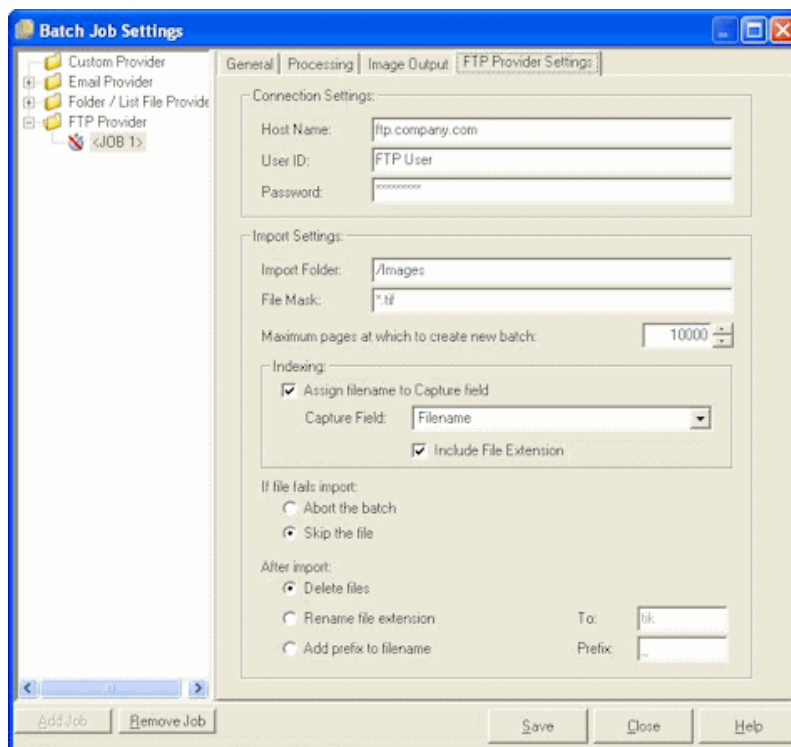 Batch Job Settings
Custom Provider
Email Provider
Folder / List File Provide
FTP Provider
<JOB 1>
General Processing Image Output FTP Provider Settings
Connection Settings:
Host Name: ftp.company.com
User ID: FTP User
Password: *********
Import Settings:
Import Folder: /Images
File Mask: *.tif
Maximum pages at which to create new batch: 10000
Indexing:
Assign filename to Capture field
Capture Field: Filename
Include File Extension
If file fails import:
Abort the batch
Skip the file
After import:
Delete files
Rename file extension To: tik
Add prefix to filename Prefix: _
Add Job Remove Job Save Close Help